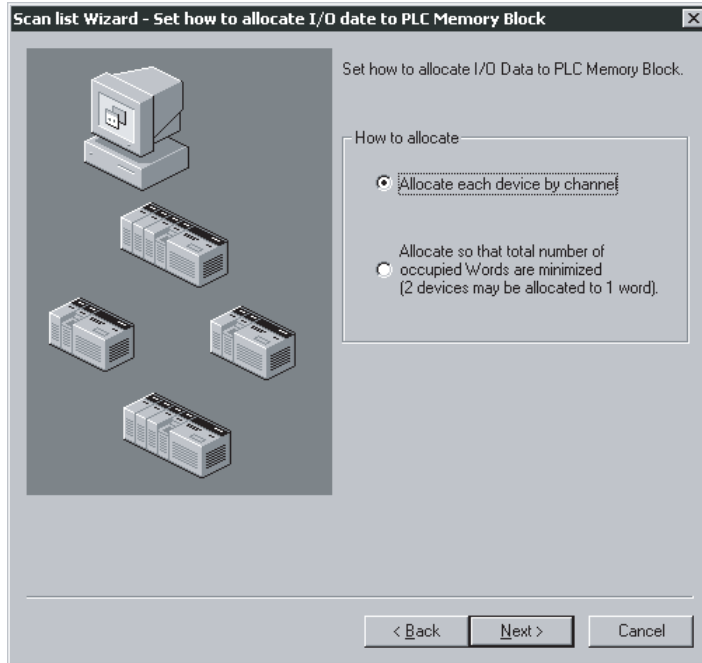 Scan list Wizard - Set how to allocate I/O date to PLC Memory Block
Set how to allocate I/O Data to PLC Memory Block.
How to allocate
Allocate each device by channel
Allocate so that total number of
occupied Words are minimized
(2 devices may be allocated to 1 word).
< Back
Next >
Cancel